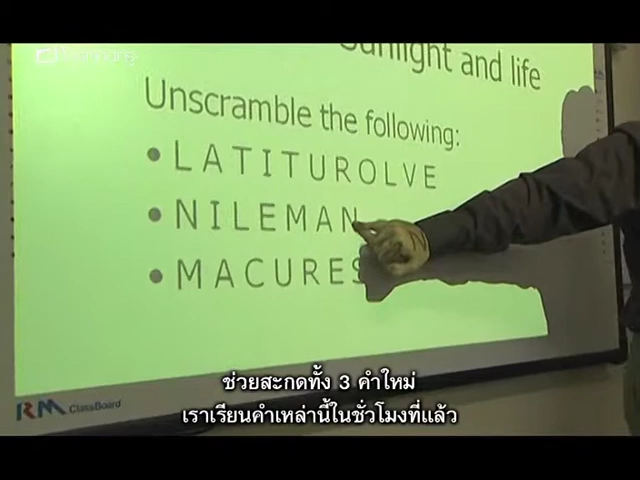 Sunlight and life
Unscramble the following:
• LATITUROLVE
• NILEMAN
• MACURES
RM ClassBoard
ช่วยสะกดทั้ง 3 คำใหม่
เราเรียนคำเหล่านี้ในชั่วโมงที่แล้ว